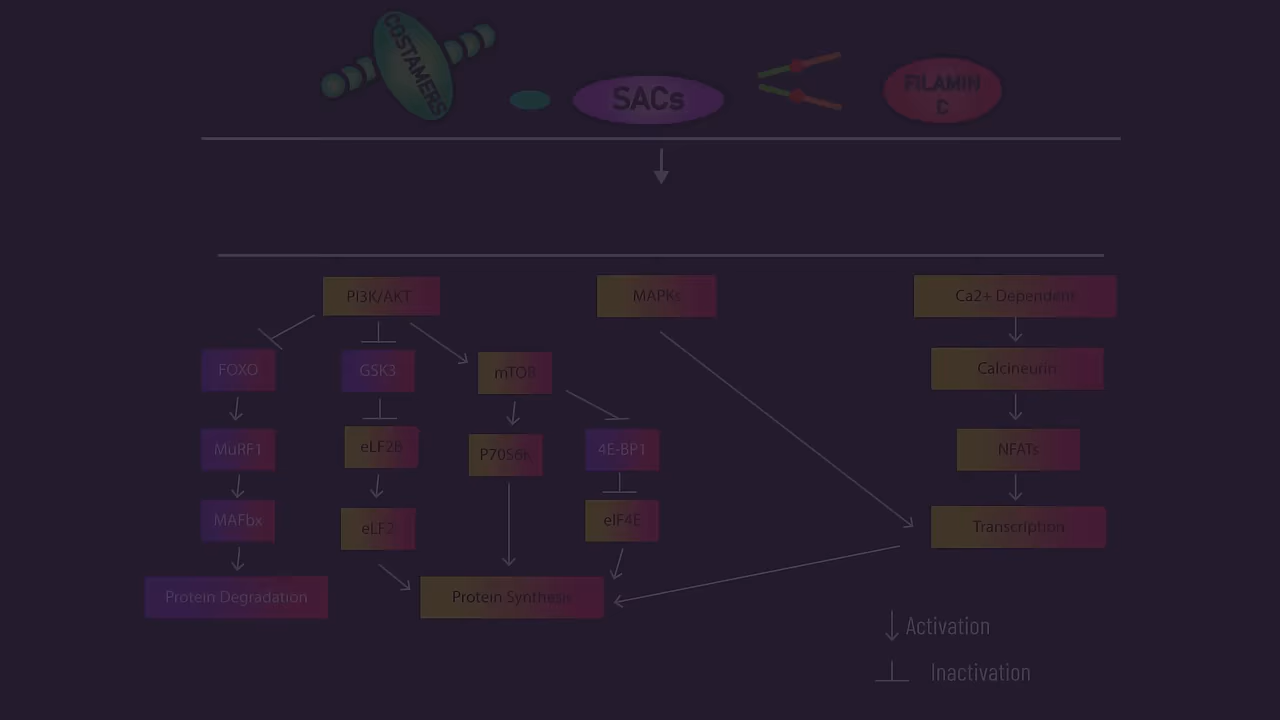 COSTAMERS
SACs
FILAMIN
C
PI3K/AKT
MAPKs
Ca2+ Dependent
FOXO
GSK3
mTOR
Calcineurin
MuRF1
eLF2B
P70S6K
4E-BP1
NFATs
MAFbx
eLF2
eIF4E
Transcription
Protein Degradation
Protein Synthesis
Activation
Inactivation